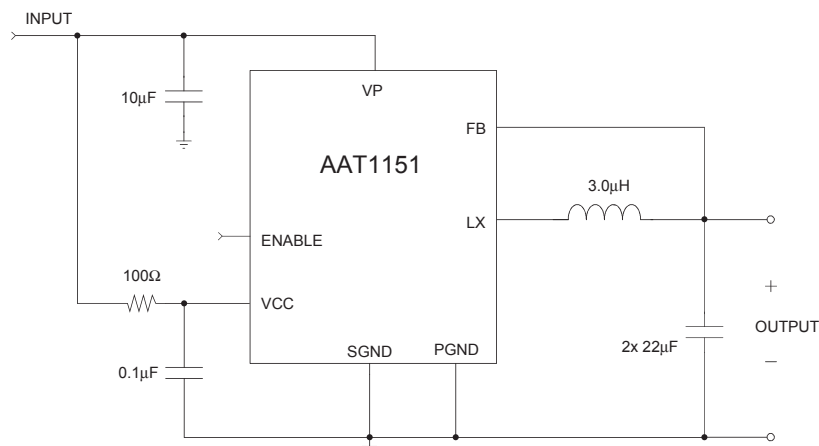 INPUT
10μF
VP
FB
AAT1151
3.0μH
LX
ENABLE
100Ω
VCC
+
OUTPUT
2x 22μF
−
SGND
PGND
0.1μF